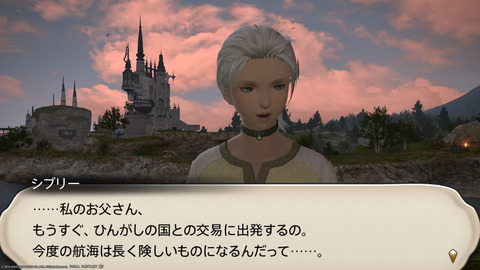 シブリー
……私のお父さん、
もうすぐ、ひんがしの国との交易に出発するの。
今度の航海は長く険しいものになるんだって……。